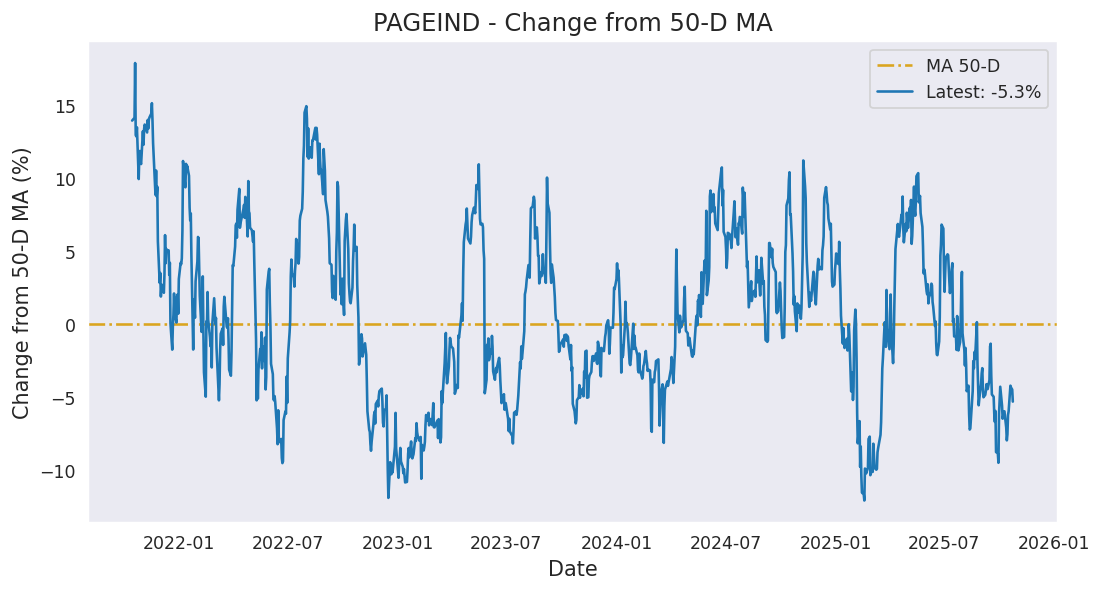 PAGEIND - Change from 50-D MA
MA 50-D
Latest: -5.3%
Change from 50-D MA (%)
15
10
5
0
−5
−10
2022-01 2022-07 2023-01 2023-07 2024-01 2024-07 2025-01 2025-07 2026-01
Date